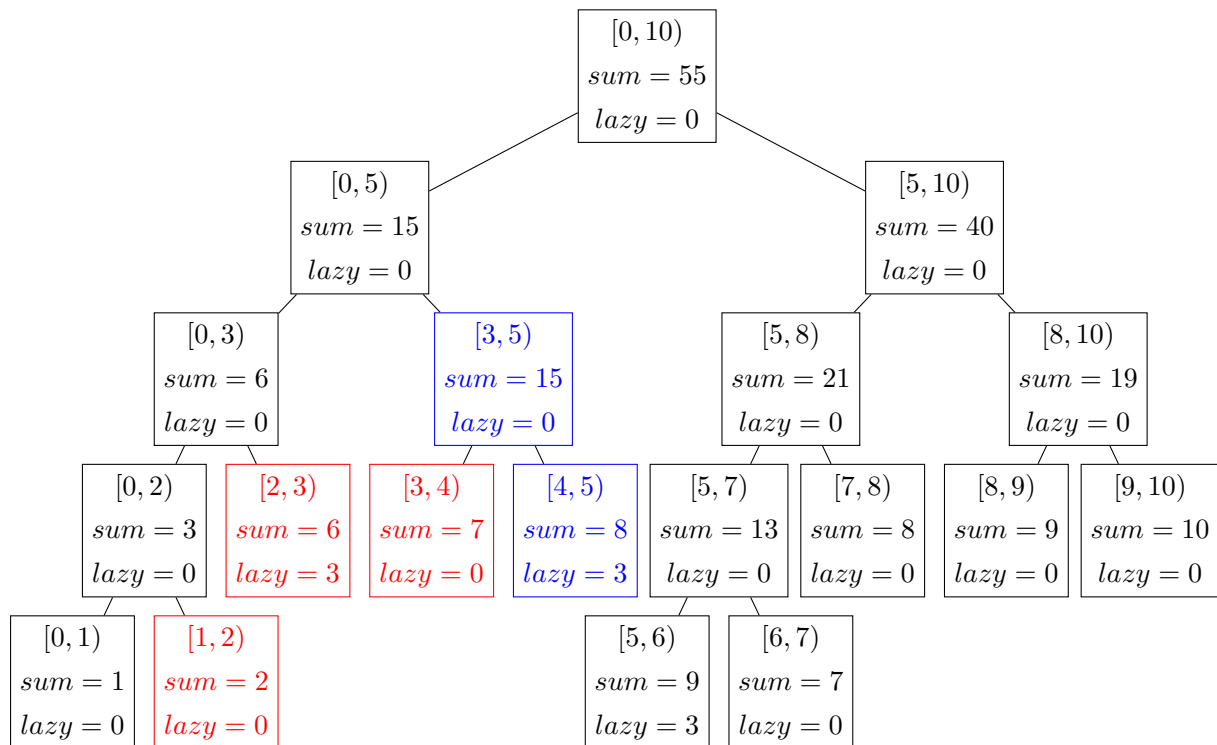 [0, 10)
sum = 55
lazy = 0
[0, 5)
sum = 15
lazy = 0
[5, 10)
sum = 40
lazy = 0
[0, 3)
sum = 6
lazy = 0
[3, 5)
sum = 15
lazy = 0
[5, 8)
sum = 21
lazy = 0
[8, 10)
sum = 19
lazy = 0
[0, 2)
sum = 3
lazy = 0
[2, 3)
sum = 6
lazy = 3
[3, 4)
sum = 7
lazy = 0
[4, 5)
sum = 8
lazy = 3
[5, 7)
sum = 13
lazy = 0
[7, 8)
sum = 8
lazy = 0
[8, 9)
sum = 9
lazy = 0
[9, 10)
sum = 10
lazy = 0
[0, 1)
sum = 1
lazy = 0
[1, 2)
sum = 2
lazy = 0
[5, 6)
sum = 9
lazy = 3
[6, 7)
sum = 7
lazy = 0